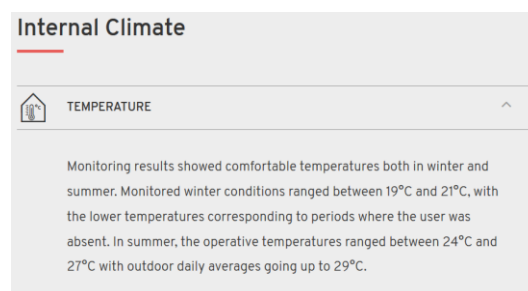 Internal Climate
TEMPERATURE
Monitoring results showed comfortable temperatures both in winter and
summer. Monitored winter conditions ranged between 19°C and 21°C, with
the lower temperatures corresponding to periods where the user was
absent. In summer, the operative temperatures ranged between 24°C and
27°C with outdoor daily averages going up to 29°C.